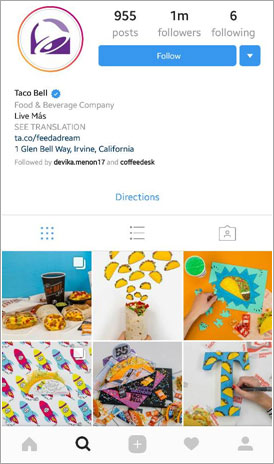 955 1m 6
posts followers following
Follow
Taco Bell
Food & Beverage Company
Live Más
SEE TRANSLATION
ta.co/feedadream
1 Glen Bell Way, Irvine, California
Followed by devika.menon17 and coffeedesk
Directions